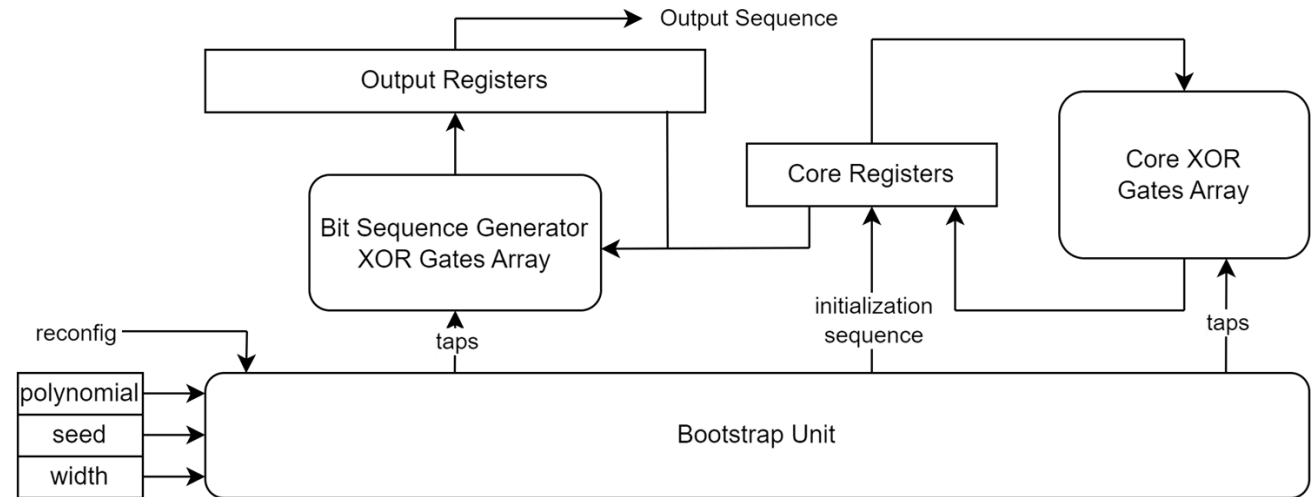 Output Sequence
Output Registers
Core Registers
Core XOR
Gates Array
Bit Sequence Generator
XOR Gates Array
initialization
sequence
taps
taps
reconfig
polynomial
seed
width
Bootstrap Unit